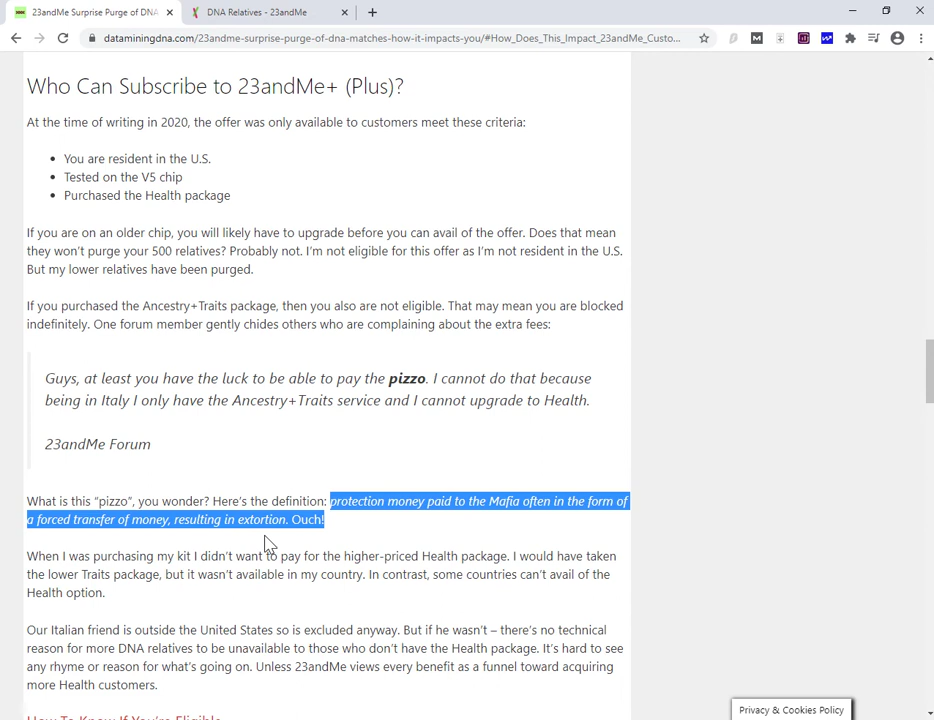 23andMe Surprise Purge of DNA
DNA Relatives - 23andMe
dataminingdna.com/23andme-surprise-purge-of-dna-matches-how-it-impacts-you/#How_Does_This_Impact_23andMe_Custo...
Who Can Subscribe to 23andMe+ (Plus)?
At the time of writing in 2020, the offer was only available to customers meet these criteria:
• You are resident in the U.S.
• Tested on the V5 chip
• Purchased the Health package
If you are on an older chip, you will likely have to upgrade before you can avail of the offer. Does that mean
they won't purge your 500 relatives? Probably not. I'm not eligible for this offer as I'm not resident in the U.S.
But my lower relatives have been purged.
If you purchased the Ancestry+Traits package, then you also are not eligible. That may mean you are blocked
indefinitely. One forum member gently chides others who are complaining about the extra fees:
Guys, at least you have the luck to be able to pay the pizzo. I cannot do that because
being in Italy I only have the Ancestry+Traits service and I cannot upgrade to Health.
23andMe Forum
What is this “pizzo”, you wonder? Here's the definition: protection money paid to the Mafia often in the form of
a forced transfer of money, resulting in extortion. Ouch!
When I was purchasing my kit I didn't want to pay for the higher-priced Health package. I would have taken
the lower Traits package, but it wasn't available in my country. In contrast, some countries can't avail of the
Health option.
Our Italian friend is outside the United States so is excluded anyway. But if he wasn't – there's no technical
reason for more DNA relatives to be unavailable to those who don't have the Health package. It's hard to see
any rhyme or reason for what's going on. Unless 23andMe views every benefit as a funnel toward acquiring
more Health customers.
How To Know If You're Eligible
Privacy & Cookies Policy